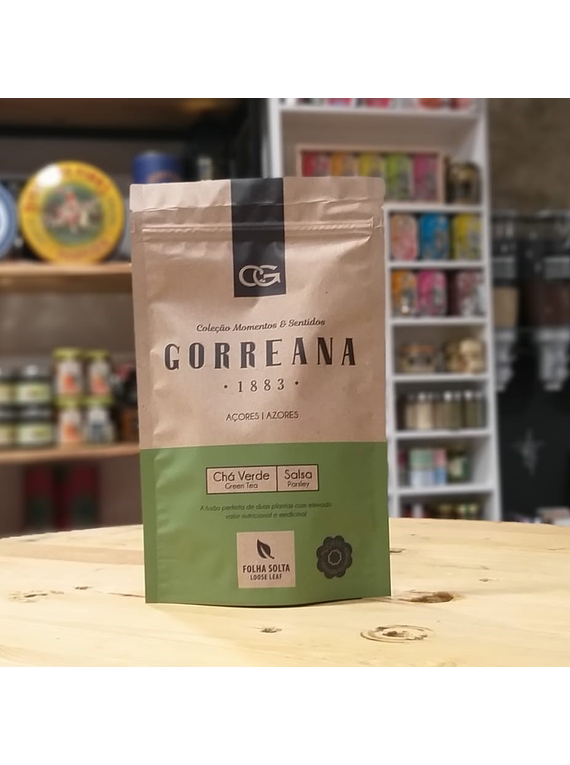 CG
Coleção Momentos & Sentidos
GORREANA
• 1883 •
AÇORES | AZORES
Chá Verde
Green Tea
Salsa
Parsley
A fusão perfeita de duas plantas com elevado
valor nutricional e medicinal
FOLHA SOLTA
LOOSE LEAF